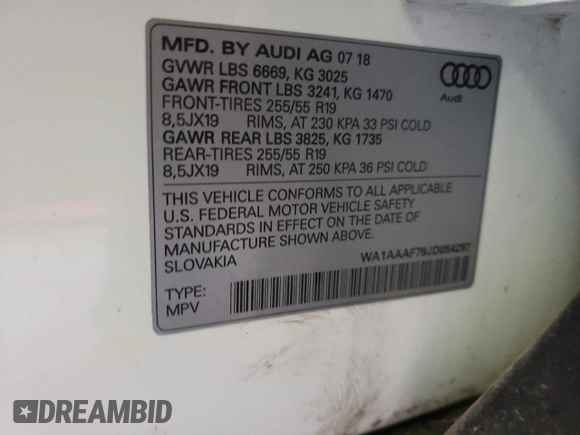 MFD. BY AUDI AG 07 18
GVWR LBS 6669, KG 3025
GAWR FRONT LBS 3241, KG 1470
FRONT-TIRES 255/55 R19
8,5JX19 RIMS, AT 230 KPA 33 PSI COLD
GAWR REAR LBS 3825, KG 1735
REAR-TIRES 255/55 R19
8,5JX19 RIMS, AT 250 KPA 36 PSI COLD
Audi
THIS VEHICLE CONFORMS TO ALL APPLICABLE
U.S. FEDERAL MOTOR VEHICLE SAFETY
STANDARDS IN EFFECT ON THE DATE OF
MANUFACTURE SHOWN ABOVE.
SLOVAKIA
WA1AAAF79JD054297
TYPE:
MPV
DREAMBID